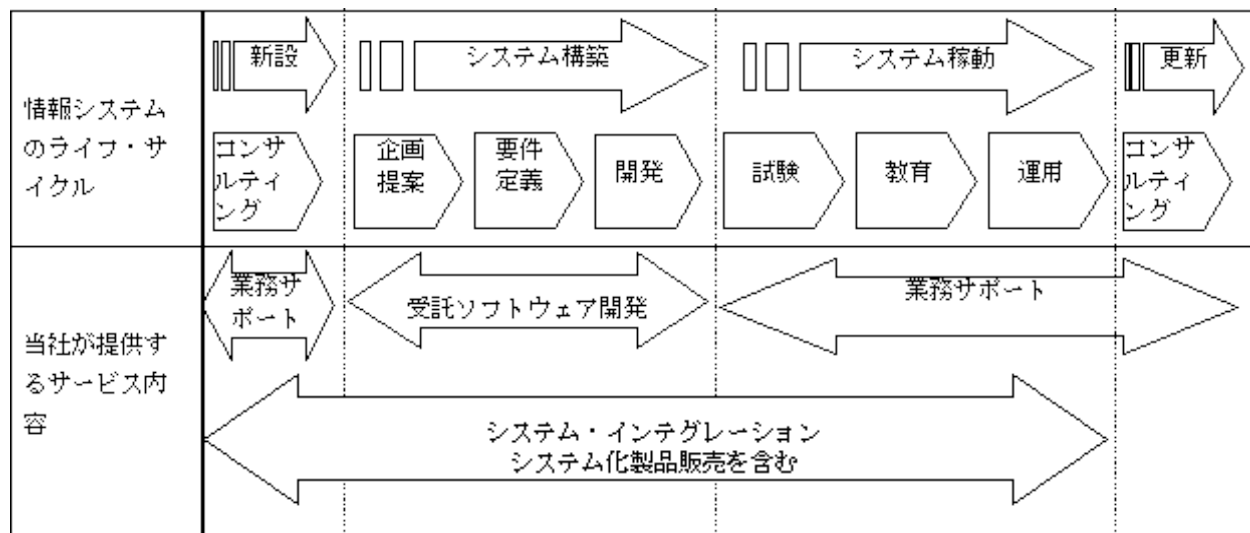 新設
システム構築
システム稼動
更新
情報システム
のライフ・サ
イクル
コンサ
ルティ
ング
企画
提案
要件
定義
開発
試験
教育
運用
コンサ
ルティ
ング
業務サ
ポート
受託ソフトウェア開発
業務サポート
当社が提供す
るサービス内
容
システム・インテグレーション
システム化製品販売を含む